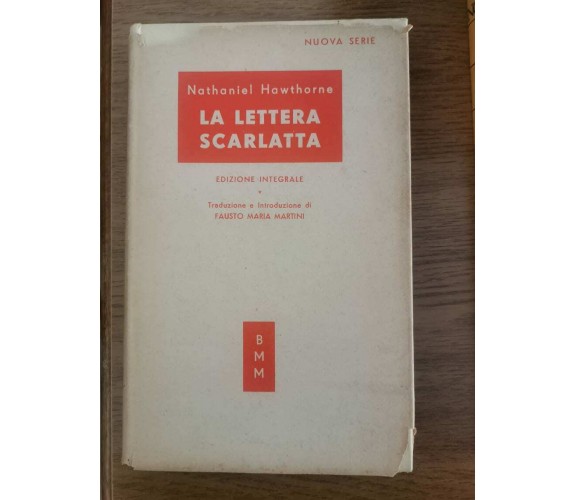 NUOVA SERIE
Nathaniel Hawthorne
LA LETTERA
SCARLATTA
EDIZIONE INTEGRALE
Traduzione e Introduzione di
FAUSTO MARIA MARTINI
B
M
M